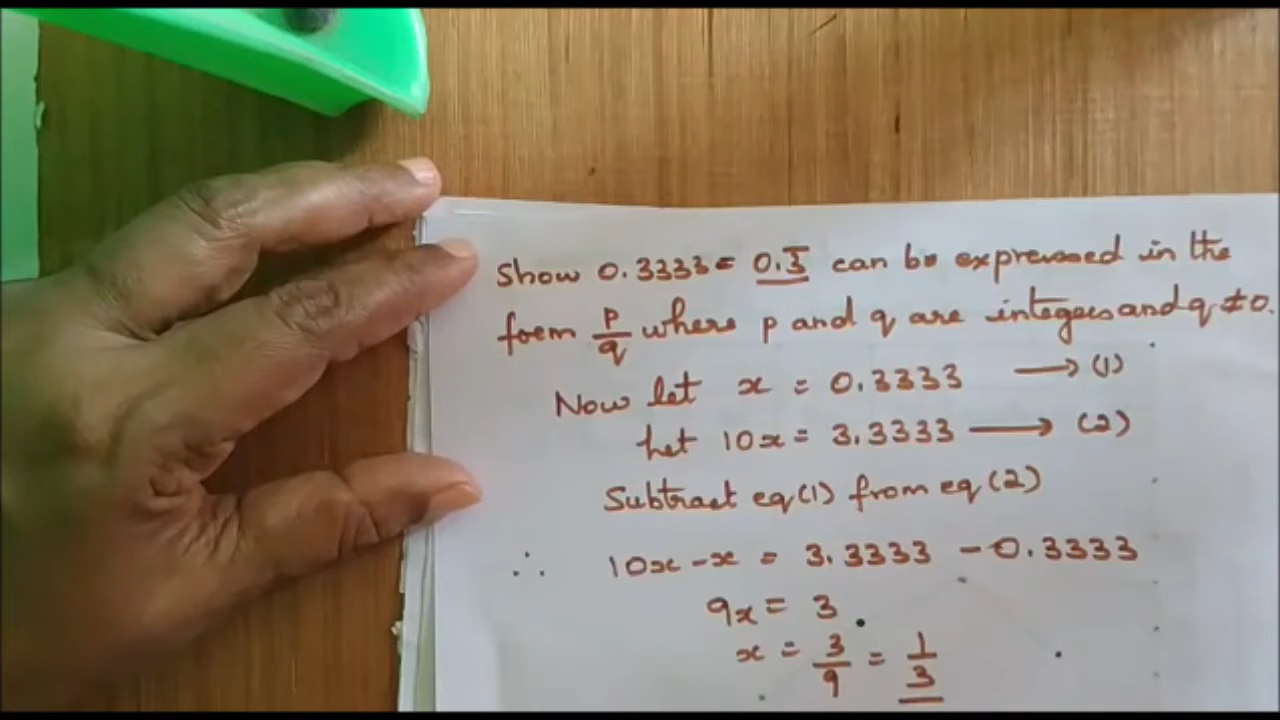 Show 0.3333 = 0.3̅ can be expressed in the
form p/q where p and q are integers and q ≠ 0.
Now let x = 0.3333 ⟶ (1)
Let 10x = 3.3333 ⟶ (2)
Subtract eq (1) from eq (2)
∴ 10x - x = 3.3333 - 0.3333
9x = 3
x = 3/9 = 1/3